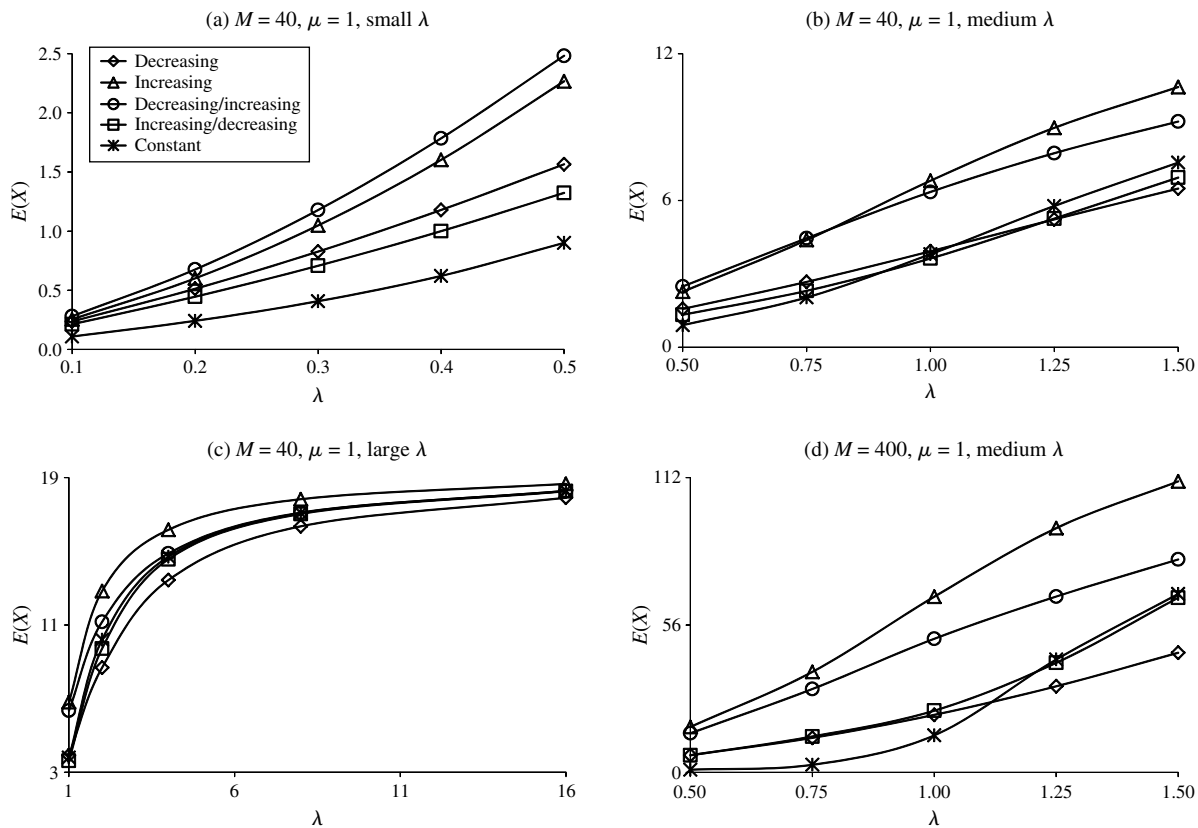 (a) M = 40, μ = 1, small λ
2.5
2.0
1.5
1.0
0.5
0.0
E(X)
Decreasing
Increasing
Decreasing/increasing
Increasing/decreasing
Constant
0.1 0.2 0.3 0.4 0.5
λ
(b) M = 40, μ = 1, medium λ
12
6
0
E(X)
0.50 0.75 1.00 1.25 1.50
λ
(c) M = 40, μ = 1, large λ
19
11
3
E(X)
1 6 11 16
λ
(d) M = 400, μ = 1, medium λ
112
56
0
E(X)
0.50 0.75 1.00 1.25 1.50
λ